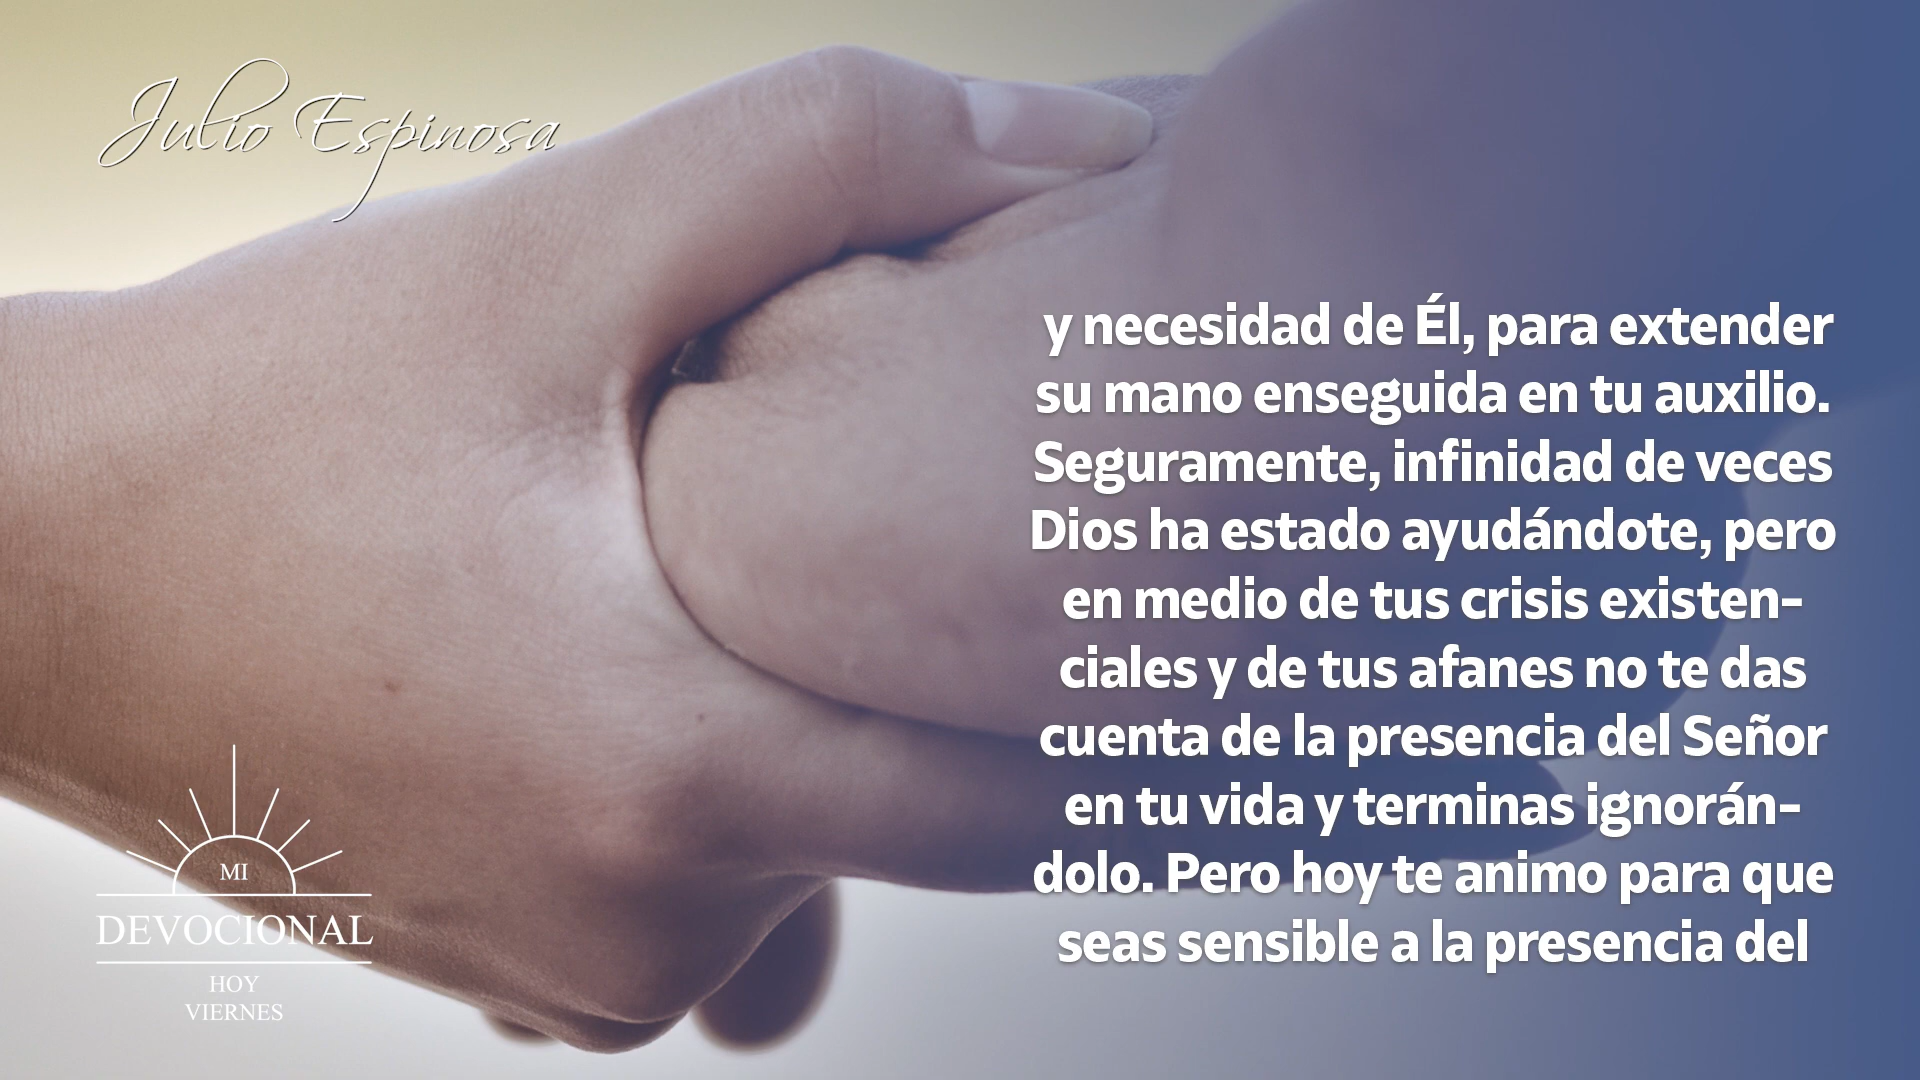 Julio Espinosa
y necesidad de Él, para extender
su mano enseguida en tu auxilio.
Seguramente, infinidad de veces
Dios ha estado ayudándote, pero
en medio de tus crisis existen-
ciales y de tus afanes no te das
cuenta de la presencia del Señor
en tu vida y terminas ignorán-
dolo. Pero hoy te animo para que
seas sensible a la presencia del
MI
DEVOCIONAL
HOY
VIERNES